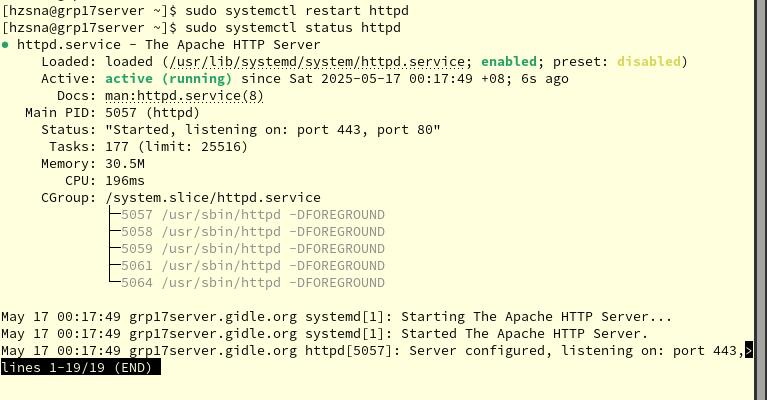 [hzsna@grp17server ~]$ sudo systemctl restart httpd
[hzsna@grp17server ~]$ sudo systemctl status httpd
● httpd.service - The Apache HTTP Server
     Loaded: loaded (/usr/lib/systemd/system/httpd.service; enabled; preset: disabled)
     Active: active (running) since Sat 2025-05-17 00:17:49 +08; 6s ago
       Docs: man:httpd.service(8)
   Main PID: 5057 (httpd)
     Status: "Started, listening on: port 443, port 80"
      Tasks: 177 (limit: 25516)
     Memory: 30.5M
        CPU: 196ms
     CGroup: /system.slice/httpd.service
             ├─5057 /usr/sbin/httpd -DFOREGROUND
             ├─5058 /usr/sbin/httpd -DFOREGROUND
             ├─5059 /usr/sbin/httpd -DFOREGROUND
             ├─5061 /usr/sbin/httpd -DFOREGROUND
             └─5064 /usr/sbin/httpd -DFOREGROUND

May 17 00:17:49 grp17server.gidle.org systemd[1]: Starting The Apache HTTP Server...
May 17 00:17:49 grp17server.gidle.org systemd[1]: Started The Apache HTTP Server.
May 17 00:17:49 grp17server.gidle.org httpd[5057]: Server configured, listening on: port 443,>
lines 1-19/19 (END)